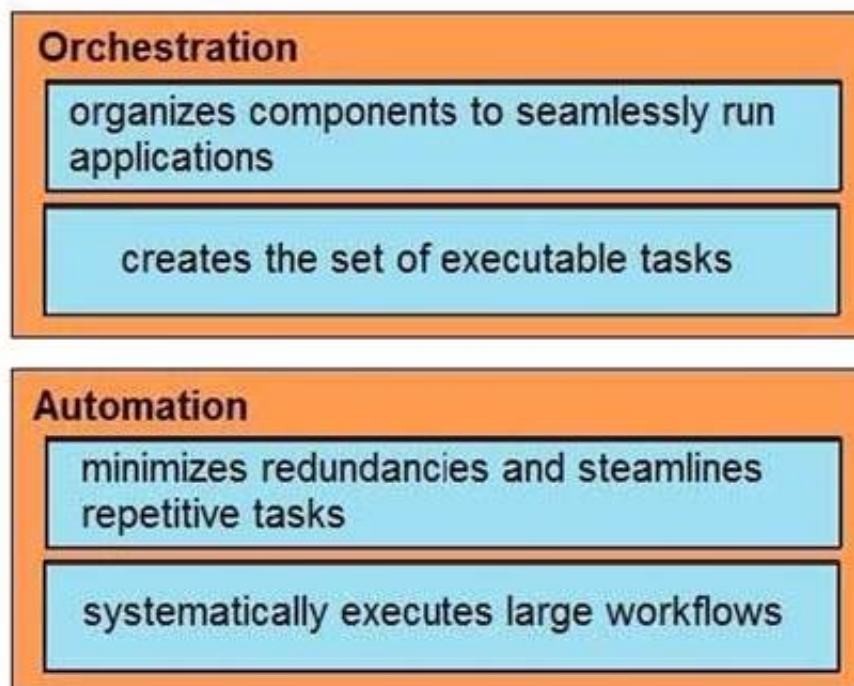 Orchestration
organizes components to seamlessly run
applications
creates the set of executable tasks
Automation
minimizes redundancies and steamlines
repetitive tasks
systematically executes large workflows